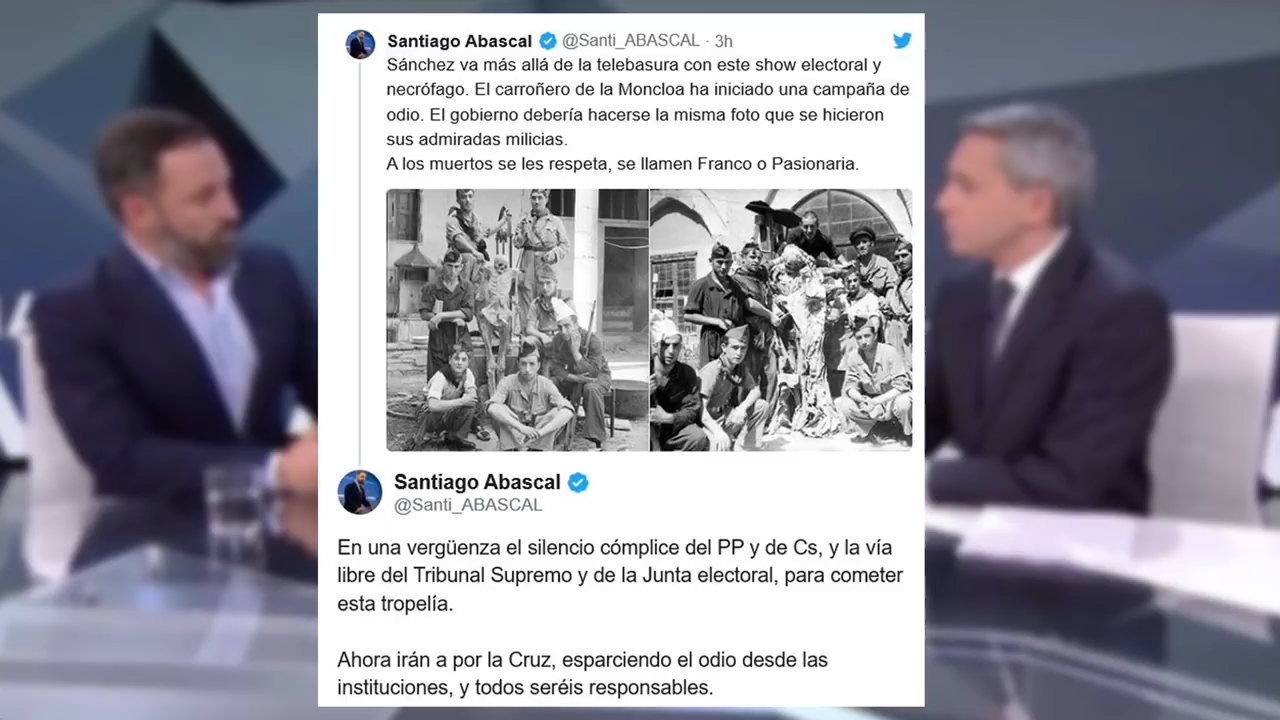 Santiago Abascal @Santi_ABASCAL · 3h
Sánchez va más allá de la telebasura con este show electoral y
necrófago. El carroñero de la Moncloa ha iniciado una campaña de
odio. El gobierno debería hacerse la misma foto que se hicieron
sus admiradas milicias.
A los muertos se les respeta, se llamen Franco o Pasionaria.
Santiago Abascal
@Santi_ABASCAL
En una vergüenza el silencio cómplice del PP y de Cs, y la vía
libre del Tribunal Supremo y de la Junta electoral, para cometer
esta tropelía.
Ahora irán a por la Cruz, esparciendo el odio desde las
instituciones, y todos seréis responsables.